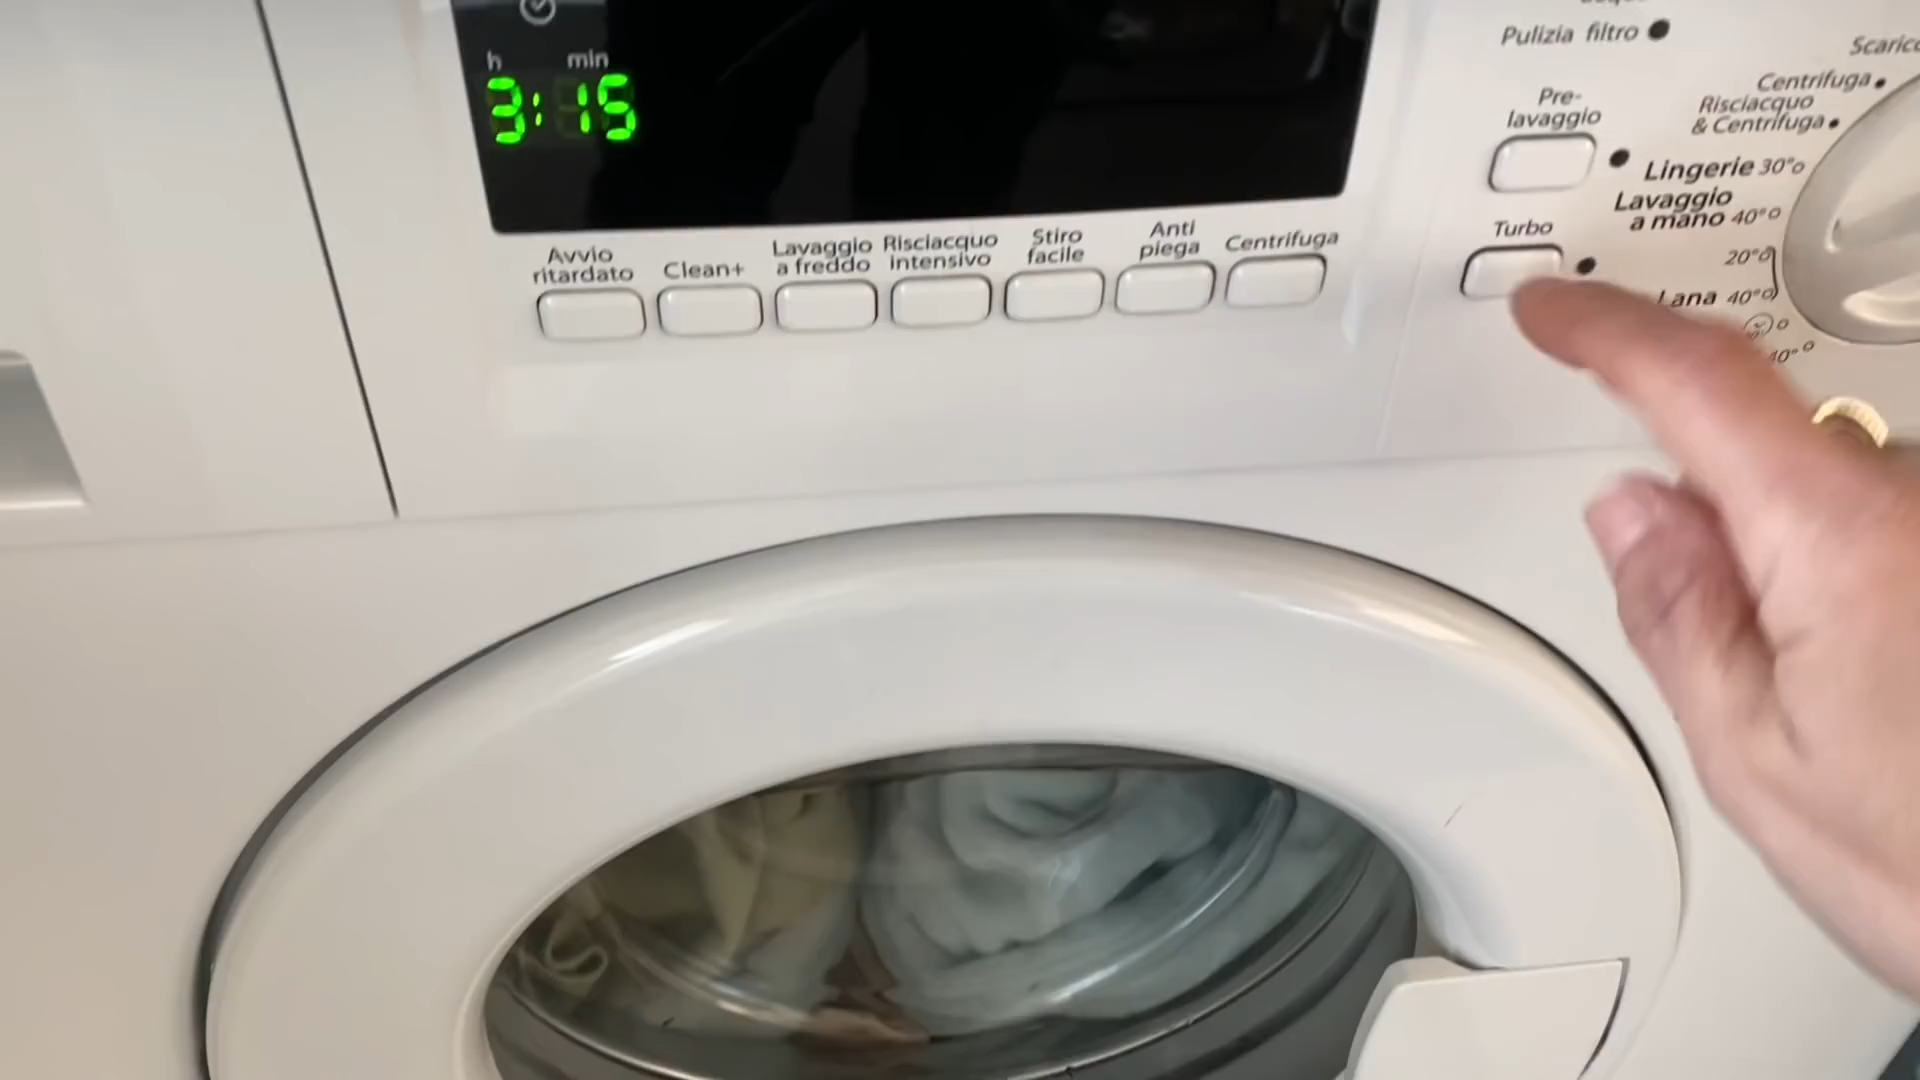 h min
3:15
Avvio
ritardato
Clean+
Lavaggio
a freddo
Risciacquo
intensivo
Stiro
facile
Anti
piega
Centrifuga
Pulizia filtro
Pre-
lavaggio
Turbo
Scarico
Centrifuga
Risciacquo
& Centrifuga
Lingerie 30°
Lavaggio
a mano 40°
20°
Lana 40°
40°